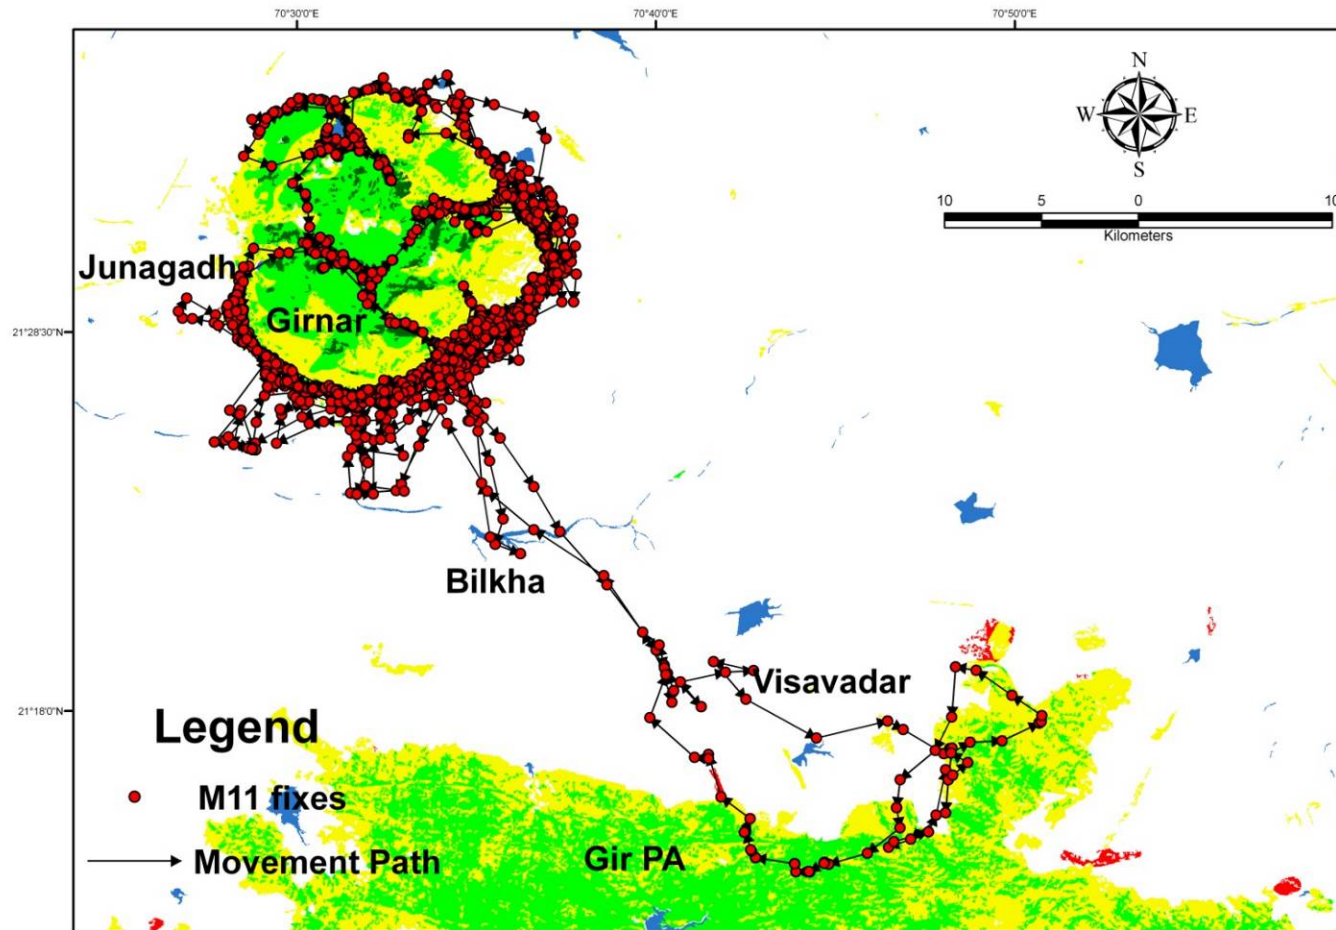 70°30'0"E
70°40'0"E
70°50'0"E
N
W
E
S
10
5
0
10
Kilometers
Junagadh
Girnar
21°28'30"N
Bilkha
Visavadar
21°18'0"N
Legend
M11 fixes
Movement Path
Gir PA